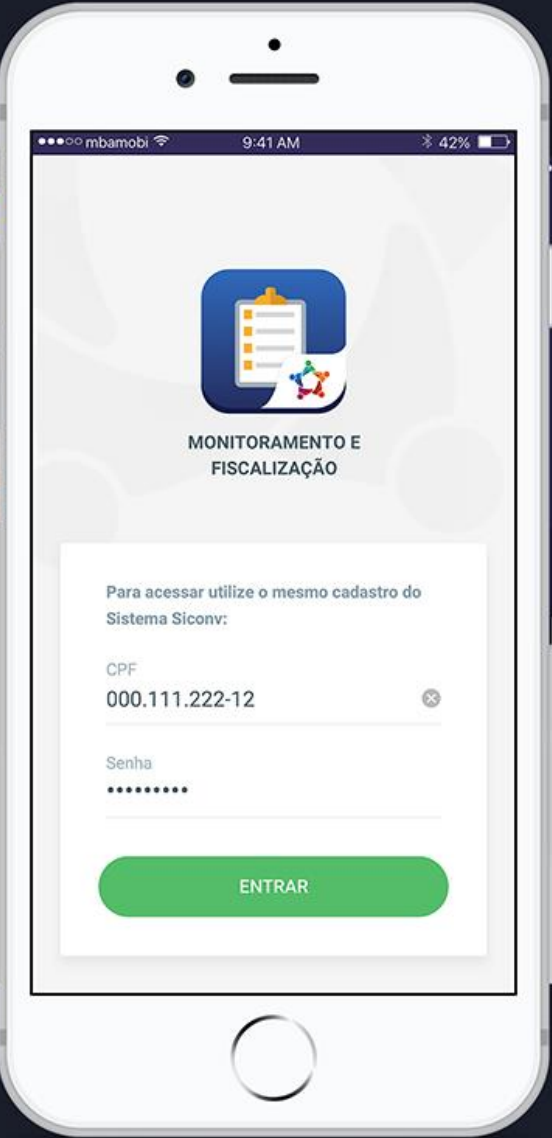 mbamobi 9:41 AM 42%
MONITORAMENTO E
FISCALIZAÇÃO
Para acessar utilize o mesmo cadastro do
Sistema Siconv:
CPF
000.111.222-12
Senha
•••••••••
ENTRAR